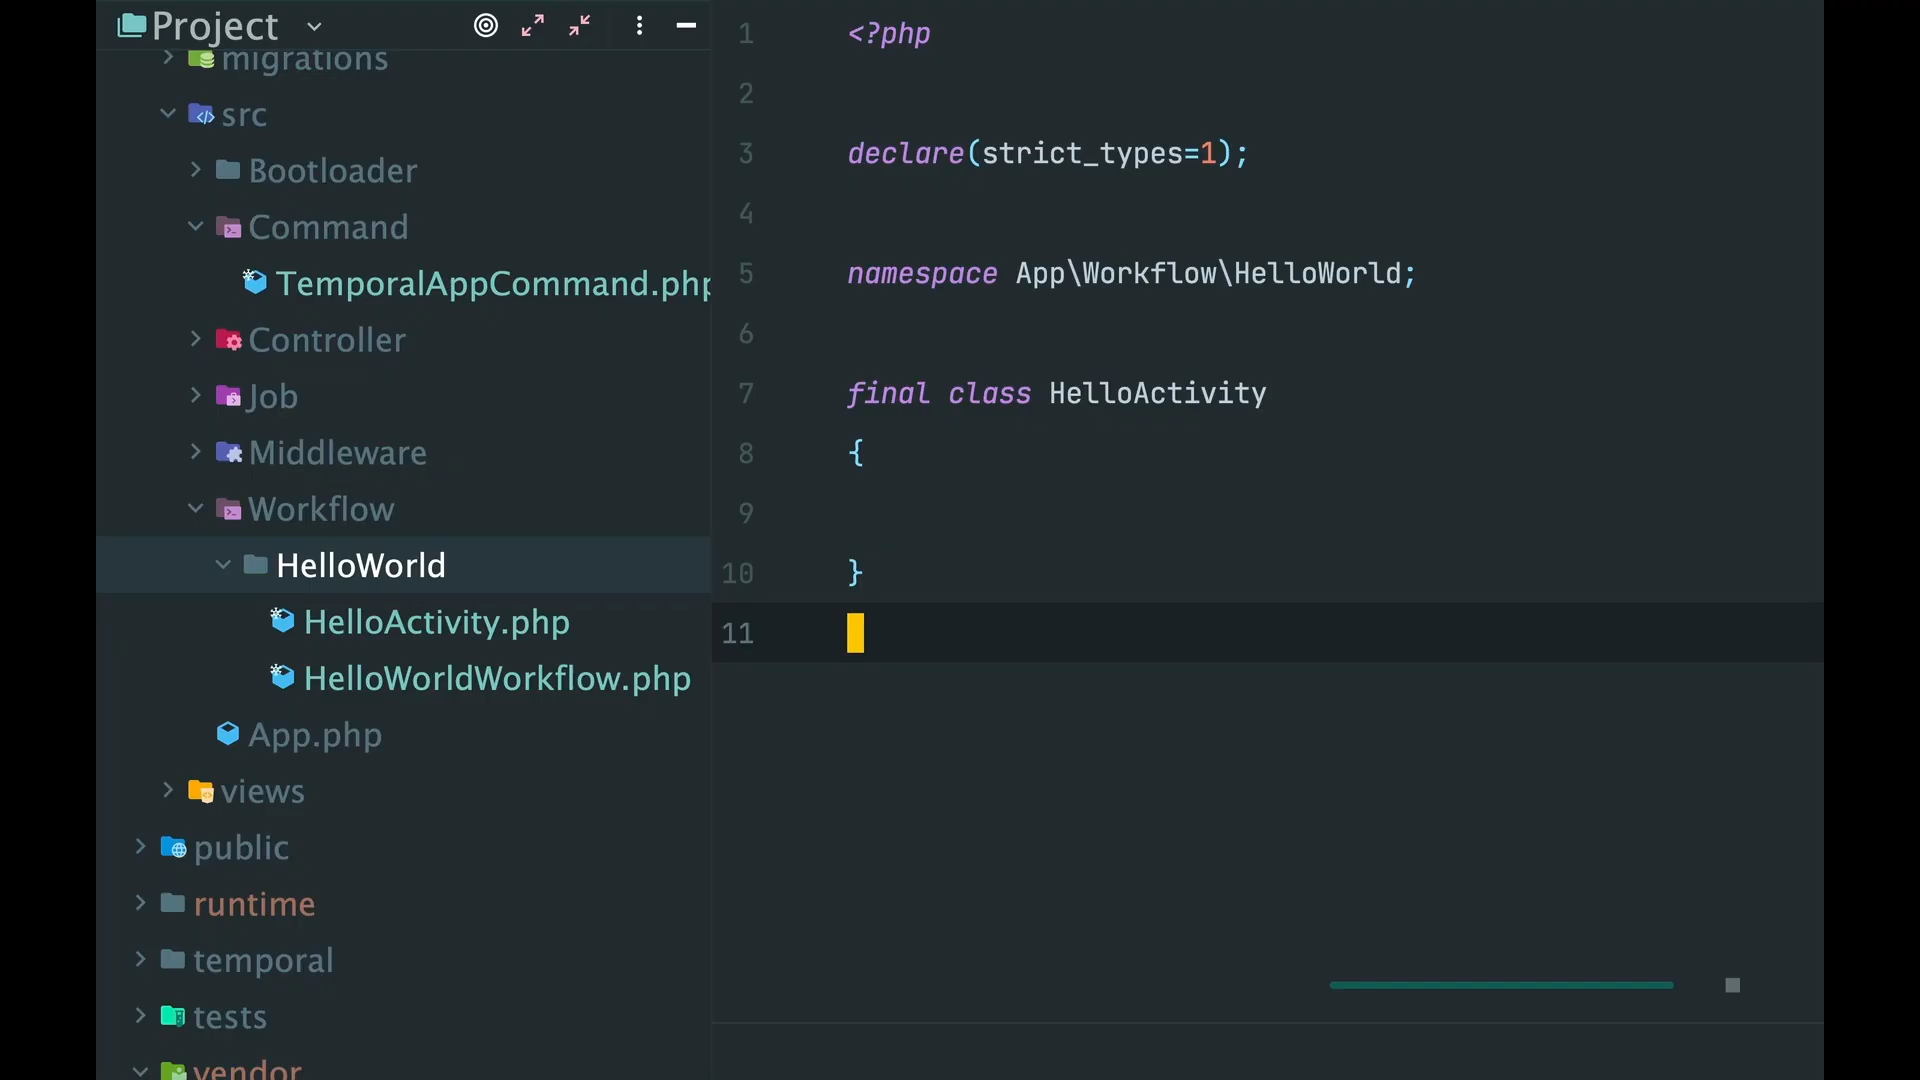 Project
migrations
src
Bootloader
Command
TemporalAppCommand.php
Controller
Job
Middleware
Workflow
HelloWorld
HelloActivity.php
HelloWorldWorkflow.php
App.php
views
public
runtime
temporal
tests
vendor
1 <?php
2
3 declare(strict_types=1);
4
5 namespace App\Workflow\HelloWorld;
6
7 final class HelloActivity
8 {
9
10 }
11